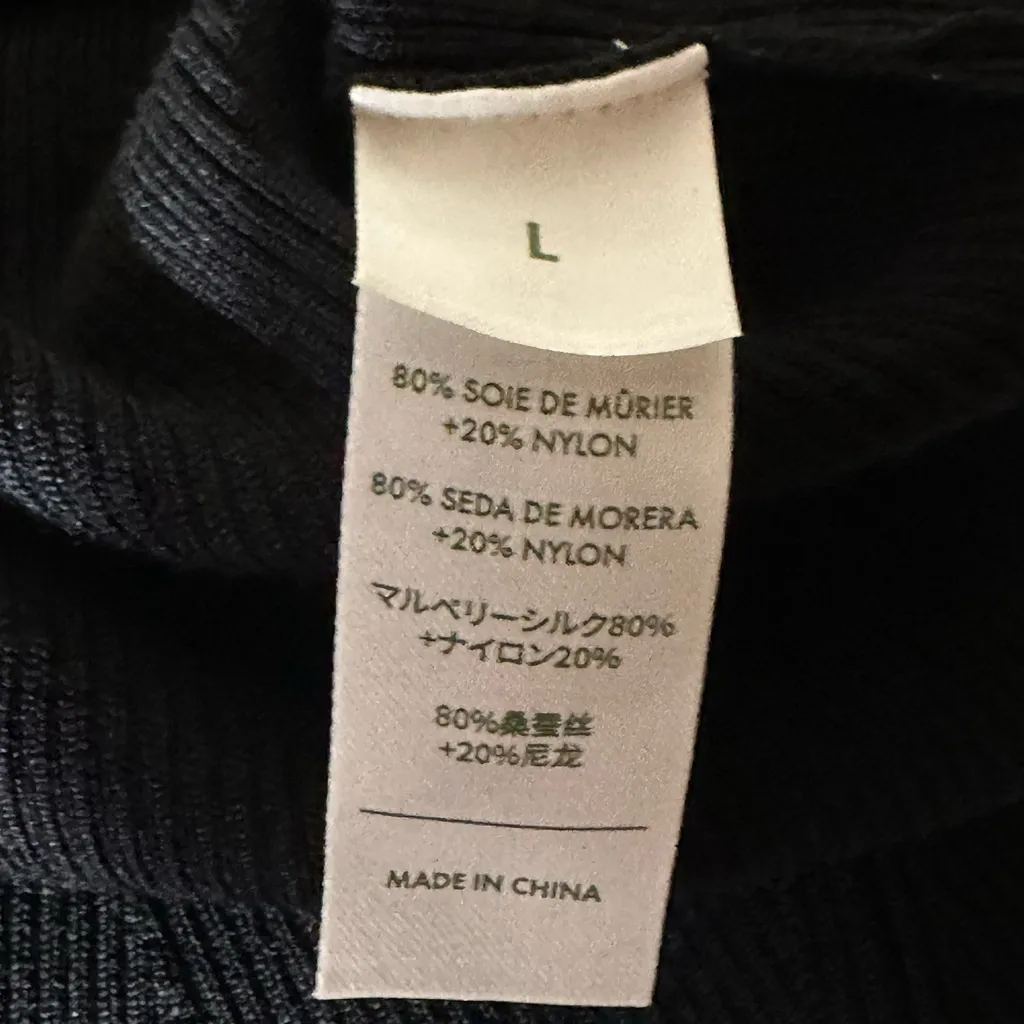 L
80% SOIE DE MÛRIER
+20% NYLON
80% SEDA DE MORERA
+20% NYLON
マルベリーシルク80%
+ナイロン20%
80%桑蚕丝
+20%尼龙
MADE IN CHINA